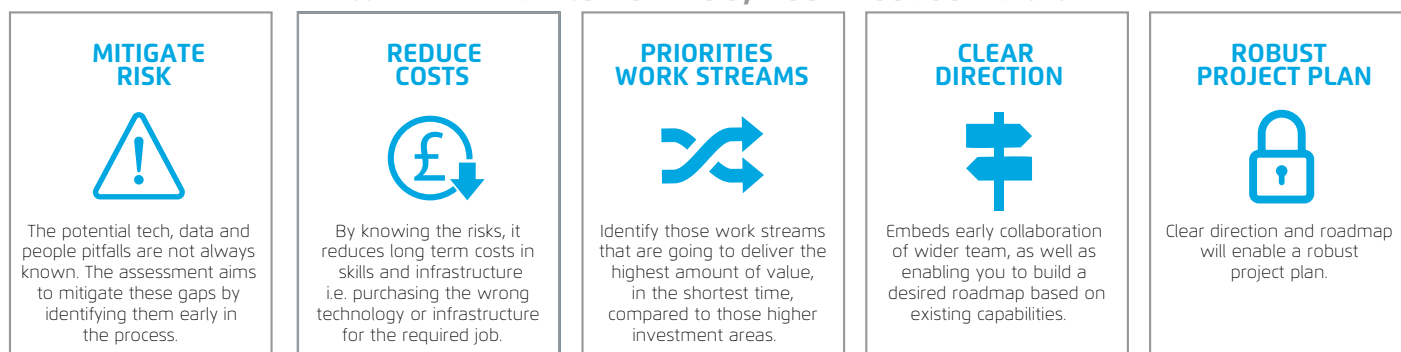 MITIGATE
RISK
The potential tech, data and
people pitfalls are not always
known. The assessment aims
to mitigate these gaps by
identifying them early in
the process.
REDUCE
COSTS
£
By knowing the risks, it
reduces long term costs in
skills and infrastructure
i.e. purchasing the wrong
technology or infrastructure
for the required job.
PRIORITIES
WORK STREAMS
Identify those work streams
that are going to deliver the
highest amount of value,
in the shortest time,
compared to those higher
investment areas.
CLEAR
DIRECTION
Embeds early collaboration
of wider team, as well as
enabling you to build a
desired roadmap based on
existing capabilities.
ROBUST
PROJECT PLAN
Clear direction and roadmap
will enable a robust
project plan.